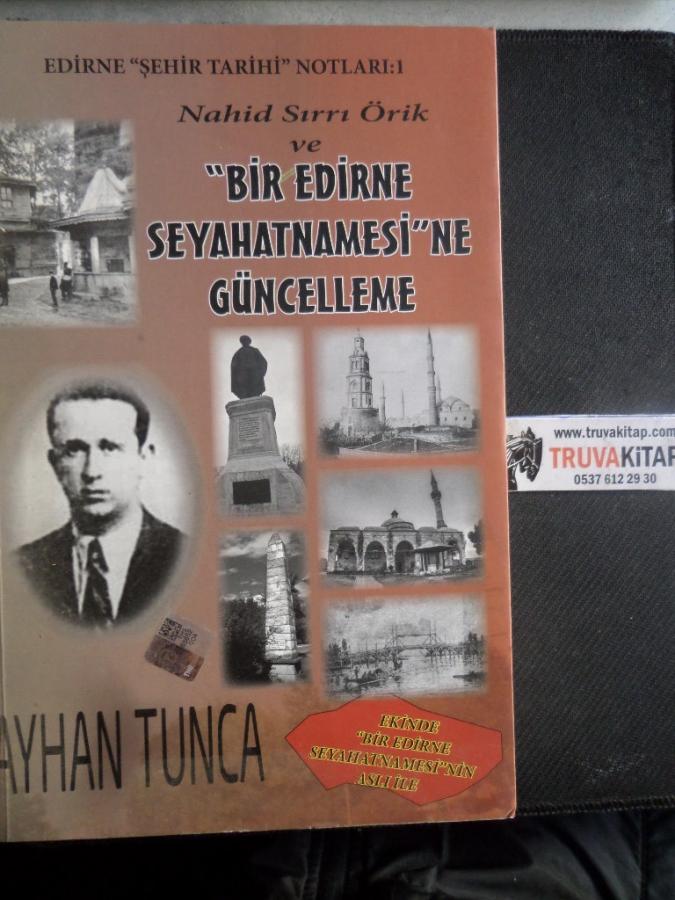 EDİRNE “ŞEHİR TARİHİ” NOTLARI:1
Nahid Sırrı Örik
ve
“BİR EDİRNE
SEYAHATNAMESİ”NE
GÜNCELLEME
www.truvakitap.com
TRUVAKİTAP
0537 612 29 30
AYHAN TUNCA
EKİNDE
“BİR EDİRNE
SEYAHATNAMESİ”NİN
ASLI İLE